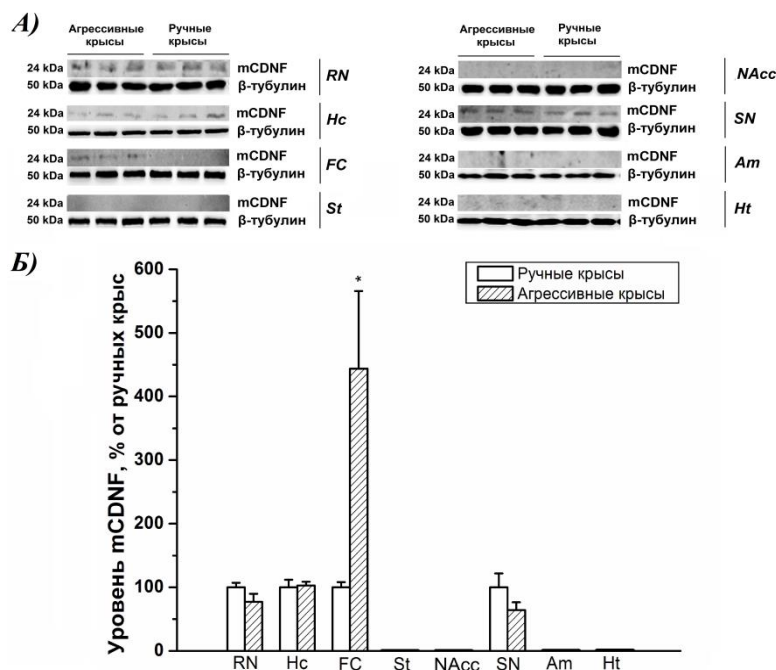 А)
Агрессивные крысы
Ручные крысы
24 kDa mCDNF
50 kDa β-тубулин
RN
24 kDa mCDNF
50 kDa β-тубулин
Hc
24 kDa mCDNF
50 kDa β-тубулин
FC
24 kDa mCDNF
50 kDa β-тубулин
St
Агрессивные крысы
Ручные крысы
24 kDa mCDNF
50 kDa β-тубулин
NAcc
24 kDa mCDNF
50 kDa β-тубулин
SN
24 kDa mCDNF
50 kDa β-тубулин
Am
24 kDa mCDNF
50 kDa β-тубулин
Ht
Б)
Уровень mCDNF, % от ручных крыс
600
500
400
300
200
100
0
*
Ручные крысы
Агрессивные крысы
RN Hc FC St NAcc SN Am Ht